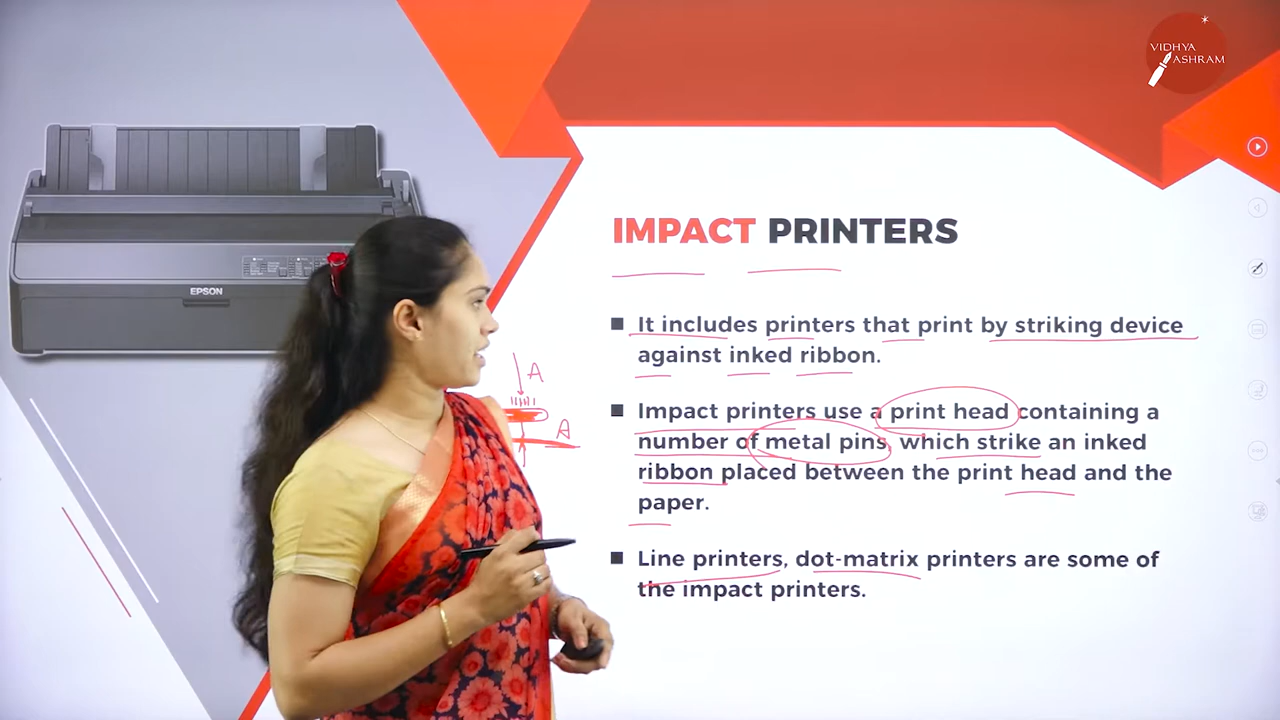 VIDHYA
ASHRAM
EPSON
IMPACT PRINTERS
■ It includes printers that print by striking device
against inked ribbon.
■ Impact printers use a print head containing a
number of metal pins, which strike an inked
ribbon placed between the print head and the
paper.
■ Line printers, dot-matrix printers are some of
the impact printers.
A
A